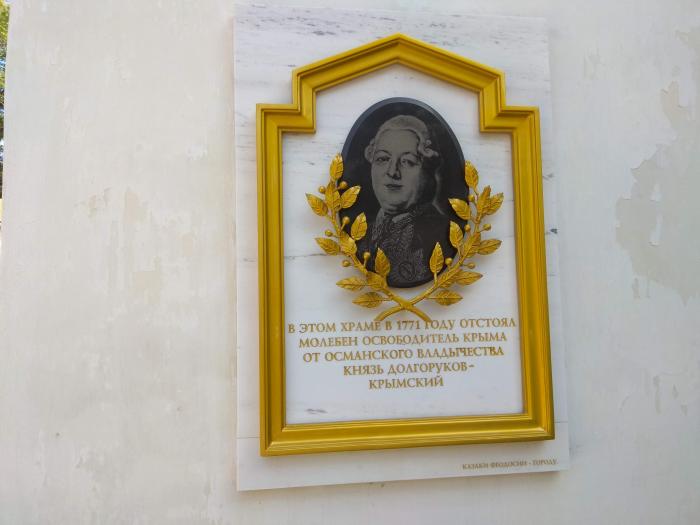 В ЭТОМ ХРАМЕ В 1771 ГОДУ ОТСТОЯЛ
МОЛЕБЕН ОСВОБОДИТЕЛЬ КРЫМА
ОТ ОСМАНСКОГО ВЛАДЫЧЕСТВА
КНЯЗЬ ДОЛГОРУКОВ-
КРЫМСКИЙ
КАЗАКИ ФЕОДОСИИ - ГОРОДУ